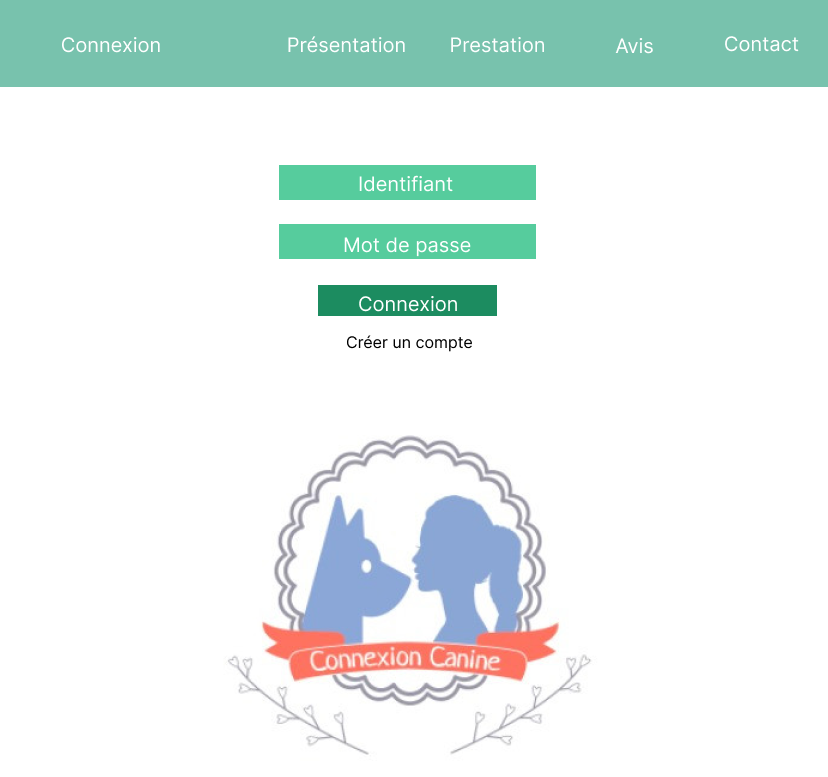 Connexion Présentation Prestation Avis Contact
Identifiant
Mot de passe
Connexion
Créer un compte
Connexion Canine